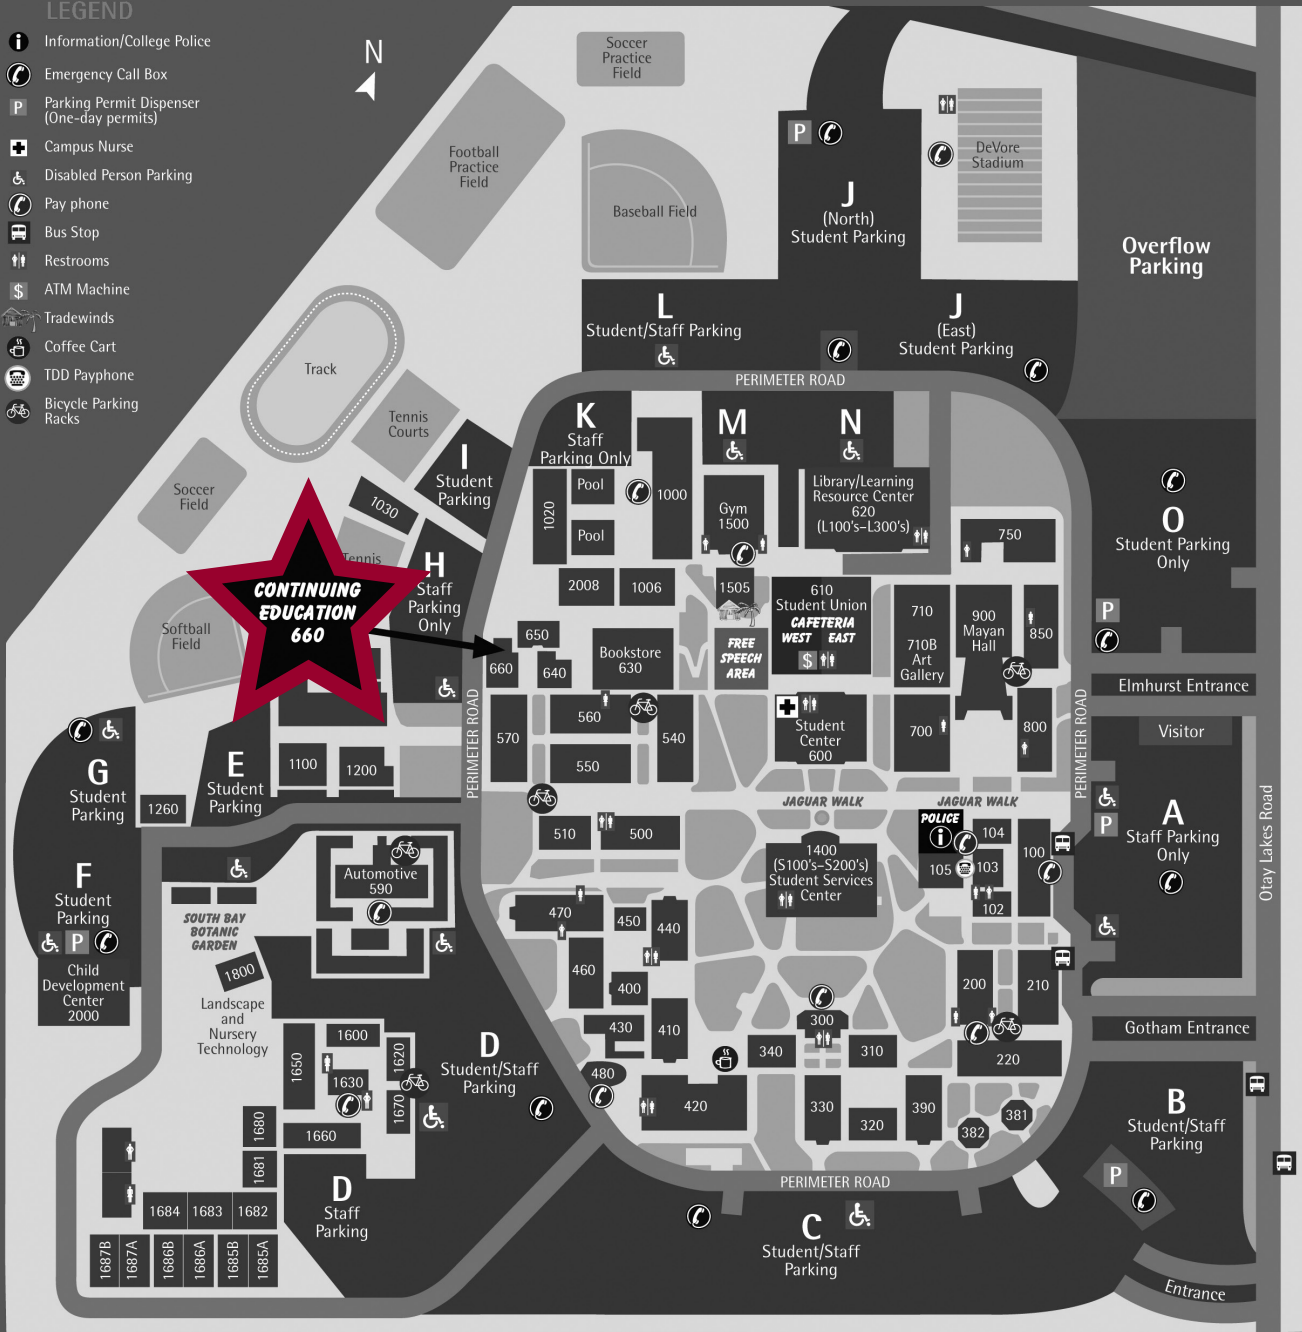 LEGEND
Information/College Police
Emergency Call Box
P
Parking Permit Dispenser
(One-day permits)
Campus Nurse
Disabled Person Parking
Pay phone
Bus Stop
Restrooms
$
ATM Machine
Tradewinds
Coffee Cart
TDD Payphone
Bicycle Parking
Racks
N
Soccer
Practice
Field
Football
Practice
Field
Baseball Field
P
J
(North)
Student Parking
DeVore
Stadium
Overflow
Parking
L
Student/Staff Parking
J
(East)
Student Parking
Track
Tennis
Courts
PERIMETER ROAD
Soccer
Field
I
Student
Parking
K
Staff
Parking Only
M
N
1030
1020
Pool
Pool
1000
Gym
1500
Library/Learning
Resource Center
620
(L100's–L300's)
750
O
Student Parking
Only
P
Tennis
H
Staff
Parking
Only
CONTINUING
EDUCATION
660
Softball
Field
2008
1006
1505
610
Student Union
CAFETERIA
WEST EAST
$
710
710B
Art
Gallery
900
Mayan
Hall
850
650
660
640
Bookstore
630
FREE
SPEECH
AREA
Elmhurst Entrance
PERIMETER ROAD
570
560
550
540
Student
Center
600
700
800
PERIMETER ROAD
Visitor
G
Student
Parking
E
Student
Parking
1100
1200
1260
JAGUAR WALK
JAGUAR WALK
A
Staff Parking
Only
P
Otay Lakes Road
510
500
POLICE
104
103
105
102
100
1400
(S100's–S200's)
Student Services
Center
F
Student
Parking
P
Automotive
590
SOUTH BAY
BOTANIC
GARDEN
470
450
440
460
400
430
410
Child
Development
Center
2000
1800
Landscape
and
Nursery
Technology
200
210
300
Gotham Entrance
340
310
220
1650
1600
1620
1630
1670
1660
1680
1681
D
Student/Staff
Parking
480
420
330
320
390
382
381
B
Student/Staff
Parking
P
D
Staff
Parking
PERIMETER ROAD
1684
1683
1682
C
Student/Staff
Parking
1687B
1687A
1686B
1686A
1685B
1685A
Entrance